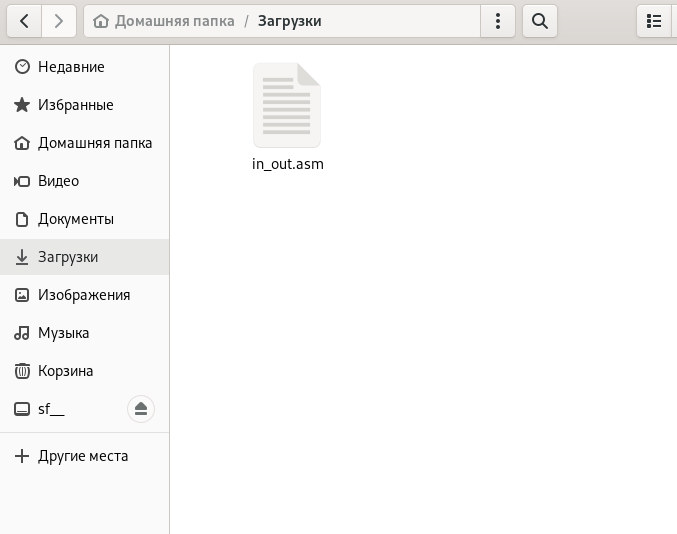 Домашняя папка / Загрузки
Недавние
Избранные
Домашняя папка
Видео
Документы
Загрузки
Изображения
Музыка
Корзина
sf__
Другие места
in_out.asm